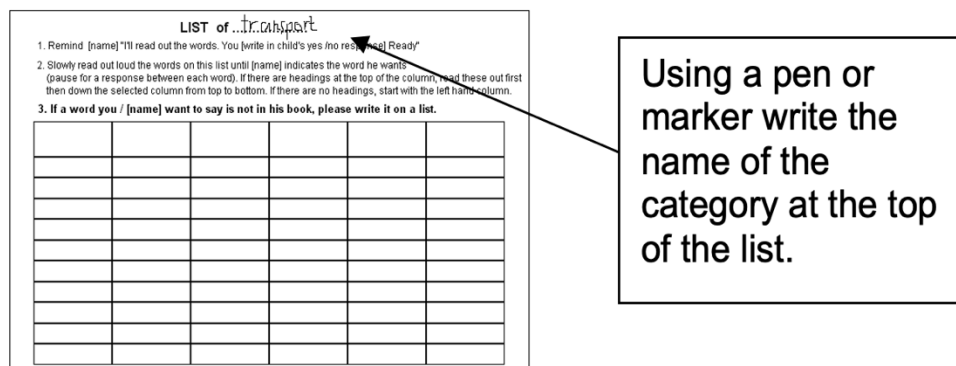 LIST of transport
1. Remind [name] "I'll read out the words. You [write in child's yes /no response] Ready"
2. Slowly read out loud the words on this list until [name] indicates the word he wants
(pause for a response between each word). If there are headings at the top of the column, read these out first
then down the selected column from top to bottom. If there are no headings, start with the left hand column.
3. If a word you / [name] want to say is not in his book, please write it on a list.
Using a pen or
marker write the
name of the
category at the top
of the list.